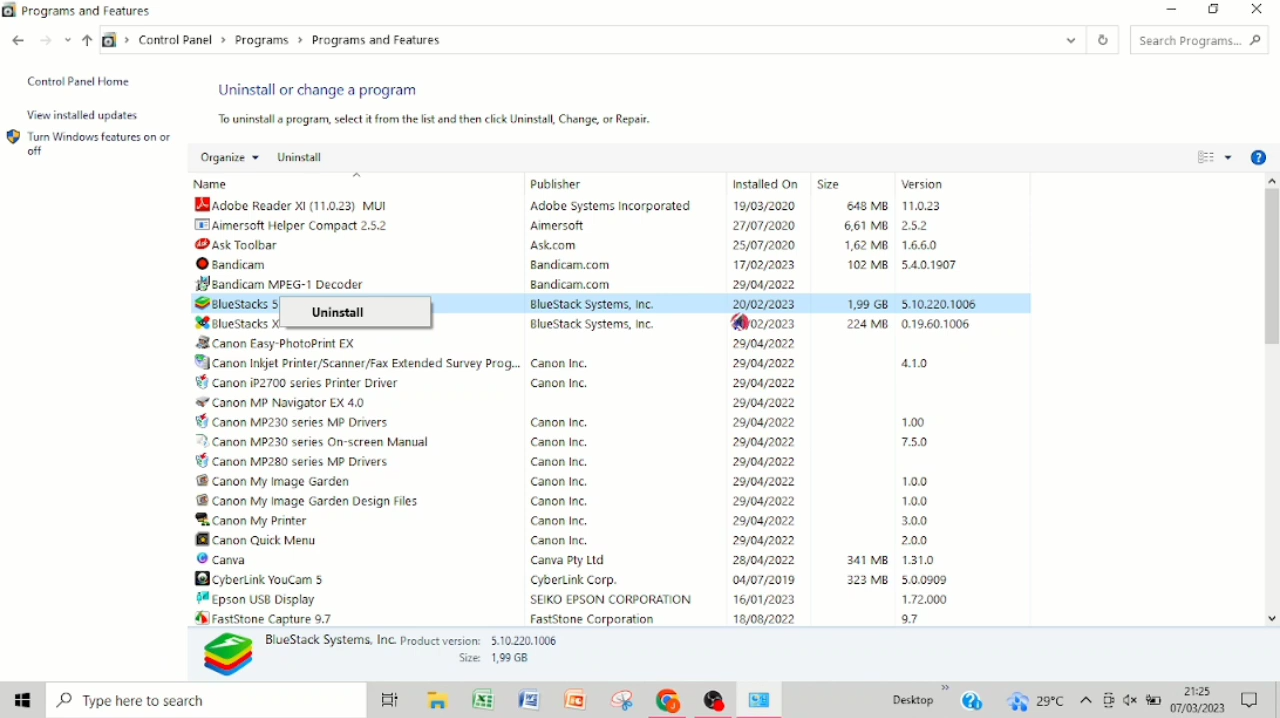 Programs and Features
Control Panel > Programs > Programs and Features
Search Programs...
Control Panel Home
View installed updates
Turn Windows features on or
off
Uninstall or change a program
To uninstall a program, select it from the list and then click Uninstall, Change, or Repair.
Organize Uninstall
Name Publisher Installed On Size Version
Adobe Reader XI (11.0.23) MUI Adobe Systems Incorporated 19/03/2020 648 MB 11.0.23
Aimersoft Helper Compact 2.5.2 Aimersoft 27/07/2020 6,61 MB 2.5.2
Ask Toolbar Ask.com 25/07/2020 1,62 MB 1.6.6.0
Bandicam Bandicam.com 17/02/2023 102 MB 5.4.0.1907
Bandicam MPEG-1 Decoder Bandicam.com 29/04/2022
BlueStacks 5 BlueStack Systems, Inc. 20/02/2023 1,99 GB 5.10.220.1006
Uninstall
BlueStacks X BlueStack Systems, Inc. /02/2023 224 MB 0.19.60.1006
Canon Easy-PhotoPrint EX 29/04/2022
Canon Inkjet Printer/Scanner/Fax Extended Survey Prog... Canon Inc. 29/04/2022 4.1.0
Canon iP2700 series Printer Driver Canon Inc. 29/04/2022
Canon MP Navigator EX 4.0 29/04/2022
Canon MP230 series MP Drivers Canon Inc. 29/04/2022 1.00
Canon MP230 series On-screen Manual Canon Inc. 29/04/2022 7.5.0
Canon MP280 series MP Drivers Canon Inc. 29/04/2022
Canon My Image Garden Canon Inc. 29/04/2022 1.0.0
Canon My Image Garden Design Files Canon Inc. 29/04/2022 1.0.0
Canon My Printer Canon Inc. 29/04/2022 3.0.0
Canon Quick Menu Canon Inc. 29/04/2022 2.0.0
Canva Canva Pty Ltd 28/04/2022 341 MB 1.31.0
CyberLink YouCam 5 CyberLink Corp. 04/07/2019 323 MB 5.0.0909
Epson USB Display SEIKO EPSON CORPORATION 16/01/2023 1.72.000
FastStone Capture 9.7 FastStone Corporation 18/08/2022 9.7
BlueStack Systems, Inc. Product version: 5.10.220.1006
Size: 1,99 GB
Type here to search
Desktop
29°C
21:25
07/03/2023